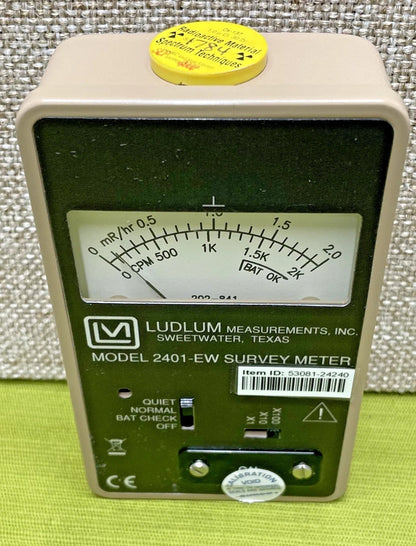 Radioactive Material
Spectrum Techniques
0 mR/hr 0.5 1.0 1.5 2.0
0 CPM 500 1K 1.5K 2K
BAT OK
202-841
LM
LUDLUM MEASUREMENTS, INC.
SWEETWATER, TEXAS
MODEL 2401-EW SURVEY METER
Item ID: 53081-24240
QUIET
NORMAL
BAT CHECK
OFF
X1 X10 X100
CALIBRATION
VOID
CE